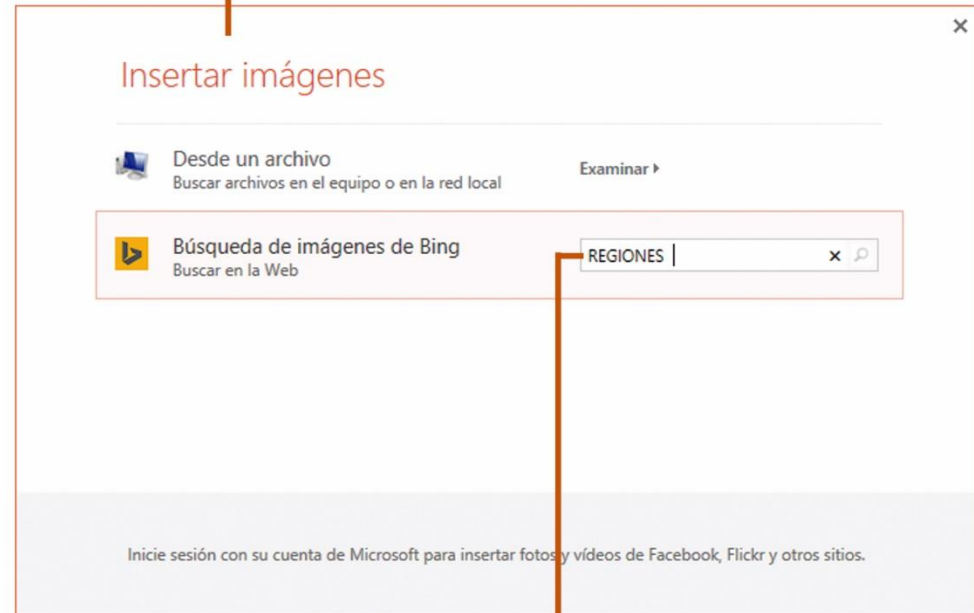 Insertar imágenes
Desde un archivo
Buscar archivos en el equipo o en la red local
Examinar
Búsqueda de imágenes de Bing
Buscar en la Web
REGIONES
Inicie sesión con su cuenta de Microsoft para insertar fotos y vídeos de Facebook, Flickr y otros sitios.